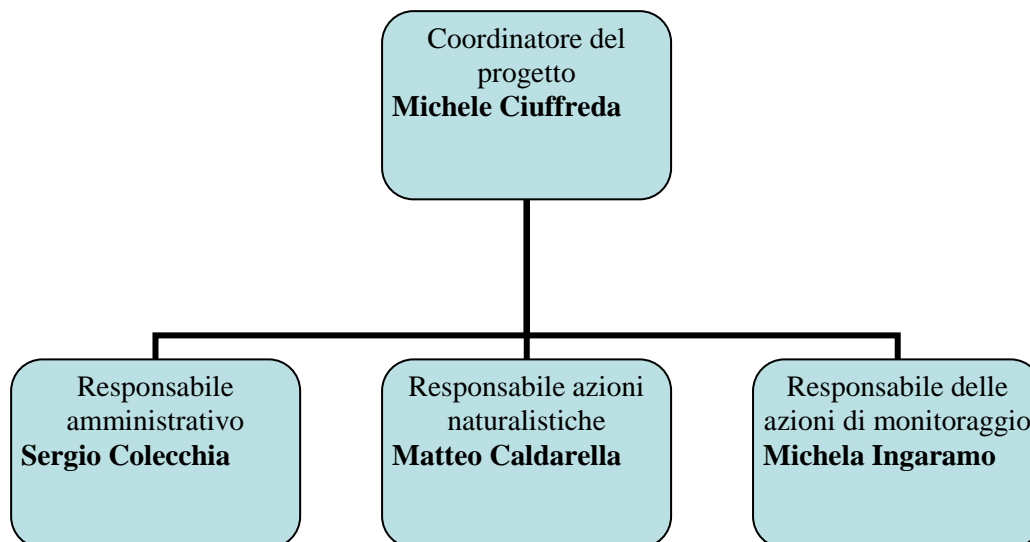 Coordinatore del
progetto
Michele Ciuffreda
Responsabile
amministrativo
Sergio Colecchia
Responsabile azioni
naturalistiche
Matteo Caldarella
Responsabile delle
azioni di monitoraggio
Michela Ingaramo